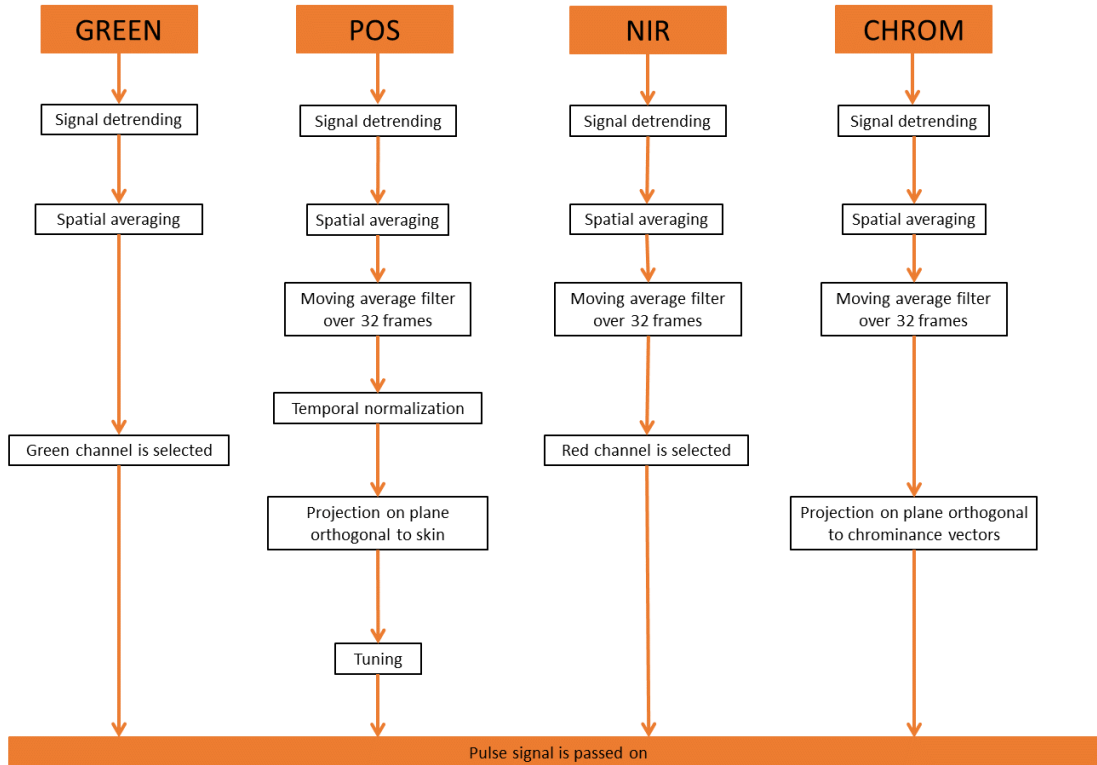 GREEN
POS
NIR
CHROM
Signal detrending
Signal detrending
Signal detrending
Signal detrending
Spatial averaging
Spatial averaging
Spatial averaging
Spatial averaging
Moving average filter
over 32 frames
Moving average filter
over 32 frames
Moving average filter
over 32 frames
Temporal normalization
Green channel is selected
Red channel is selected
Projection on plane
orthogonal to skin
Projection on plane orthogonal
to chrominance vectors
Tuning
Pulse signal is passed on